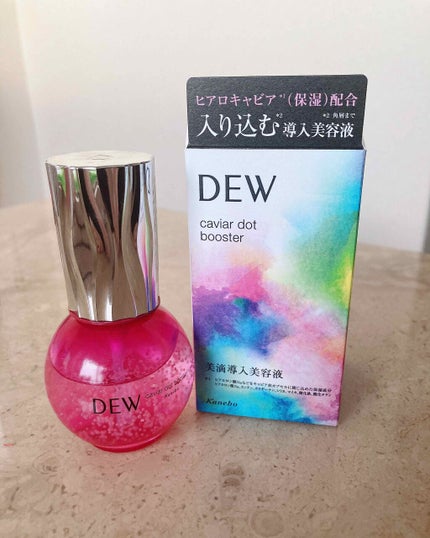 ヒアロキャビア*1(保湿)配合
入り込む*2 導入美容液
*2 角層まで
DEW
caviar dot
booster
美滴導入美容液
Kanebo
DEW
caviar dot